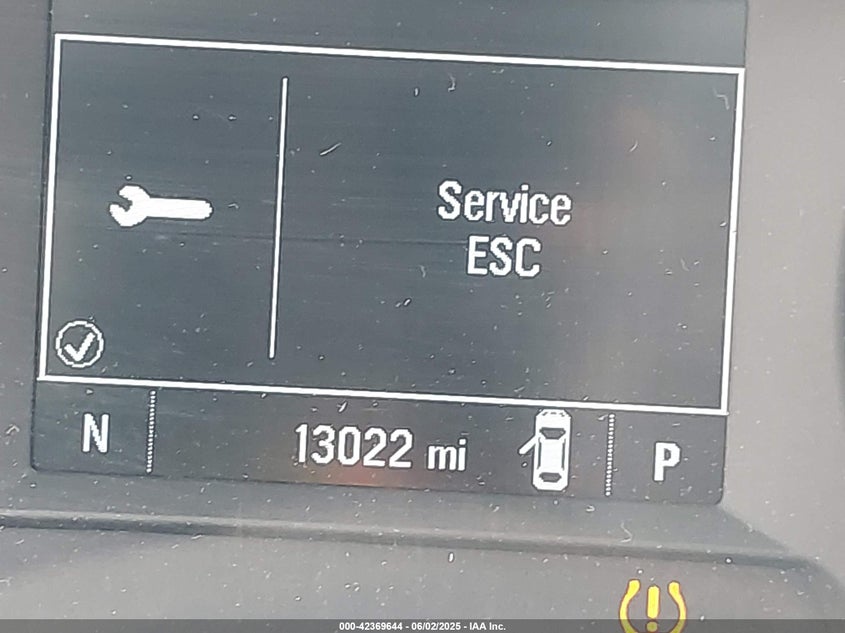 Service
ESC
N
13022 mi
P
000-42369644 - 06/02/2025 - IAA Inc.